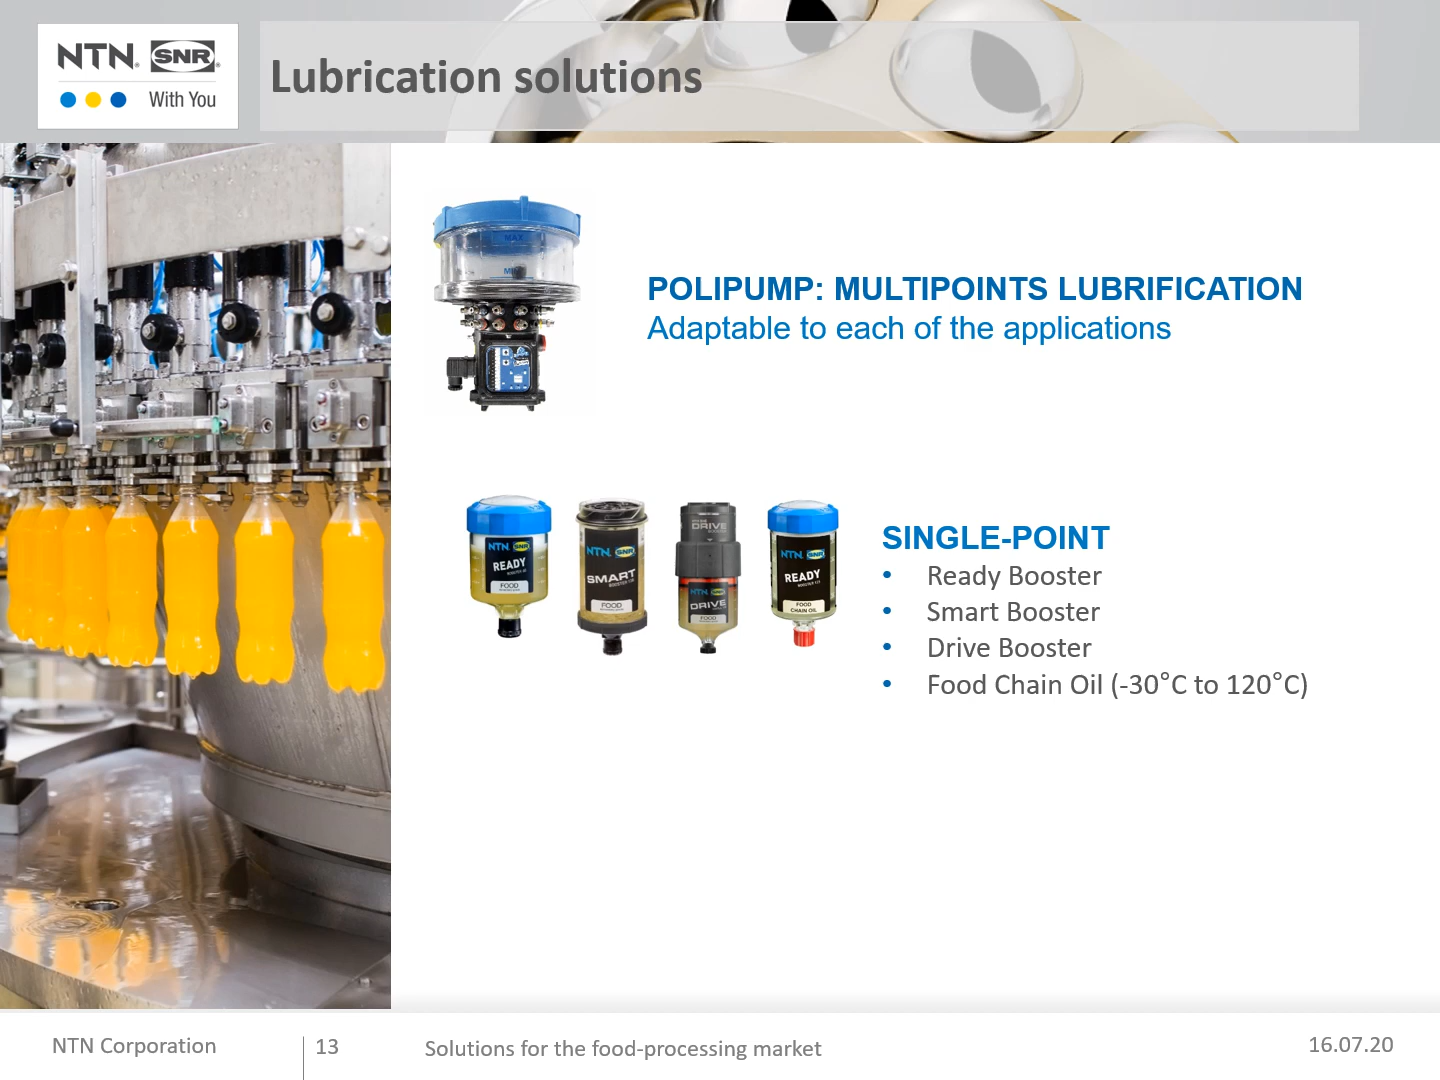 NTN® SNR®
With You
Lubrication solutions
MAX
POLIPUMP: MULTIPOINTS LUBRIFICATION
Adaptable to each of the applications
NTN. SNR
READY
FOOD
NTN. SNR
SMART
FOOD
DRIVE
NTN. SNR
DRIVE
FOOD
NTN. SNR
READY
FOOD
CHAIN OIL
SINGLE-POINT
• Ready Booster
• Smart Booster
• Drive Booster
• Food Chain Oil (-30°C to 120°C)
NTN Corporation
13
Solutions for the food-processing market
16.07.20